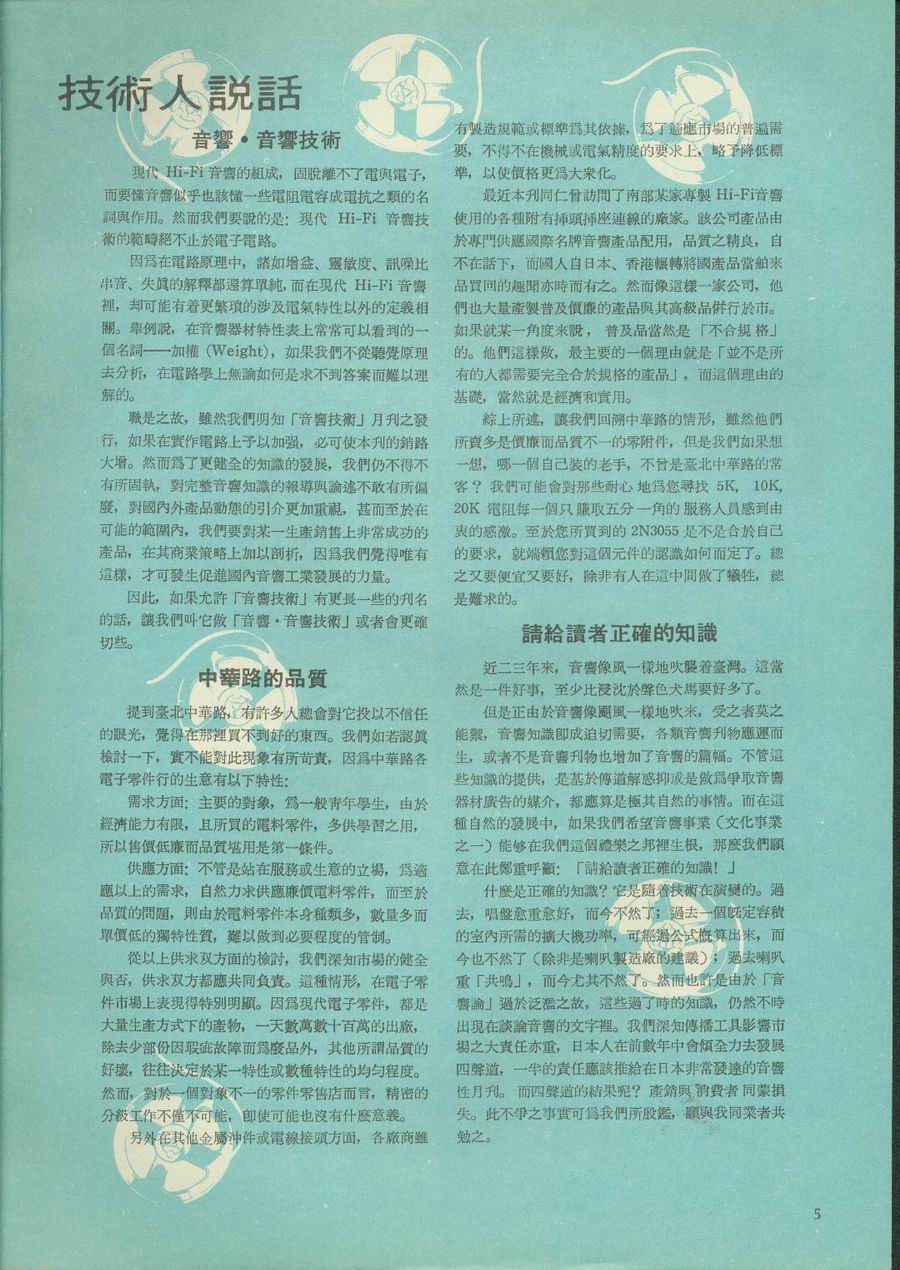 技術人説話
音響·音響技術
現代 Hi-Fi 音響的組成，固脫離不了電與電子，
而要懂音響似乎也該懂一些電阻電容成電抗之類的名
詞與作用。然而我們要說的是：現代 Hi-Fi 音響技
術的範疇絕不止於電子電路。
因為在電路原理中，諸如增益、靈敏度、訊噪比
串音、失眞的解釋都還算單純，而在現代 Hi-Fi 音響
裡，却可能有着更繁瑣的涉及電氣特性以外的定義相
關。舉例說，在音響器材特性表上常常可以看到的一
個名詞——加權 (Weight)，如果我們不從聽覺原理
去分析，在電路學上無論如何是求不到答案而難以理
解的。
職是之故，雖然我們明知「音響技術」月刋之發
行，如果在實作電路上予以加强，必可使本刋的銷路
大增。然而爲了更健全的知識的發展，我們仍不得不
有所固執，對完整音響知識的報導與論述不敢有所偏
廢，對國內外產品動態的引介更加重視，甚而至於在
可能的範圍內，我們要對某一生產銷售上非常成功的
產品，在其商業策略上加以剖析，因爲我們覺得唯有
這樣，才可發生促進國內音響工業發展的力量。
因此，如果允許「音響技術」有更長一些的刋名
的話，讓我們叫它做「音響·音響技術」或者會更確
切些。
中華路的品質
提到臺北中華路，有許多人總會對它投以不信任
的眼光，覺得在那裡買不到好的東西。我們如若認眞
檢討一下，實不能對此現象有所苛責，因爲中華路各
電子零件行的生意有以下特性：
需求方面：主要的對象，爲一般靑年學生，由於
經濟能力有限，且所買的電料零件，多供學習之用，
所以售價低廉而品質堪用是第一條件。
供應方面：不管是站在服務或生意的立場，爲適
應以上的需求，自然力求供應廉價電料零件，而至於
品質的問題，則由於電料零件本身種類多，數量多而
單價低的獨特性質，難以做到必要程度的管制。
從以上供求双方面的檢討，我們深知市場的健全
與否，供求双方都應共同負責。這種情形，在電子零
件市場上表現得特別明顯。因爲現代電子零件，都是
大量生產方式下的產物，一天數萬數十百萬的出廠，
除去少部份因瑕疵故障而爲廢品外，其他所謂品質的
好壞，往往決定於某一特性或數種特性的均勻程度。
然而，對於一個對象不一的零件零售店而言，精密的
分級工作不僅不可能，卽使可能也沒有什麽意義。
另外在其他金屬冲件或電線接頭方面，各廠商雖
有製造規範或標準爲其依據，爲了適應市場的普遍需
要，不得不在機械或電氣精度的要求上，略予降低標
準，以使價格更爲大衆化。
最近本刋同仁曾訪問了南部某家專製 Hi-Fi音響
使用的各種附有揷頭揷座連線的廠家。該公司產品由
於專門供應國際名牌音響產品配用，品質之精良，自
不在話下，而國人自日本、香港輾轉將國產品當舶來
品買回的趣聞亦時而有之。然而像這樣一家公司，他
們也大量產製普及價廉的產品與其高級品倂行於市。
如果就某一角度來說，普及品當然是「不合規格」
的。他們這樣做，最主要的一個理由就是「並不是所
有的人都需要完全合於規格的產品」，而這個理由的
基礎，當然就是經濟和實用。
綜上所述，讓我們回溯中華路的情形，雖然他們
所賣多是價廉而品質不一的零附件，但是我們如果想
一想，哪一個自己裝的老手，不曾是臺北中華路的常
客？我們可能會對那些耐心地爲您尋找 5K, 10K,
20K 電阻每一個只賺取五分一角的服務人員感到由
衷的感激。至於您所買到的 2N3055 是不是合於自己
的要求，就端賴您對這個元件的認識如何而定了。總
之又要便宜又要好，除非有人在這中間做了犧牲，總
是難求的。
請給讀者正確的知識
近二三年來，音響像風一樣地吹襲着臺灣。這當
然是一件好事，至少比浸沈於聲色犬馬要好多了。
但是正由於音響像颶風一樣地吹來，受之者莫之
能禦，音響知識卽成迫切需要，各類音響刋物應運而
生，或者不是音響刋物也增加了音響的篇幅。不管這
些知識的提供，是基於傳道解惑抑或是做爲爭取音響
器材廣告的媒介，都應算是極其自然的事情。而在這
種自然的發展中，如果我們希望音響事業（文化事業
之一）能够在我們這個禮樂之邦裡生根，那麽我們願
意在此鄭重呼籲：「請給讀者正確的知識！」
什麽是正確的知識？它是隨着技術在演變的。過
去，唱盤愈重愈好，而今不然了；過去一個旣定容積
的室內所需的擴大機功率，可經過公式概算出來，而
今也不然了（除非是喇叭製造廠的建議）；過去喇叭
重「共鳴」，而今尤其不然了。然而也許是由於「音
響論」過於泛濫之故，這些過了時的知識，仍然不時
出現在談論音響的文字裡。我們深知傳播工具影響市
場之大責任亦重，日本人在前數年中會傾全力去發展
四聲道，一半的責任應該推給在日本非常發達的音響
性月刋。而四聲道的結果呢？產銷與消費者同蒙損
失。此不爭之事實可爲我們所殷鑑，願與我同業者共
勉之。
5